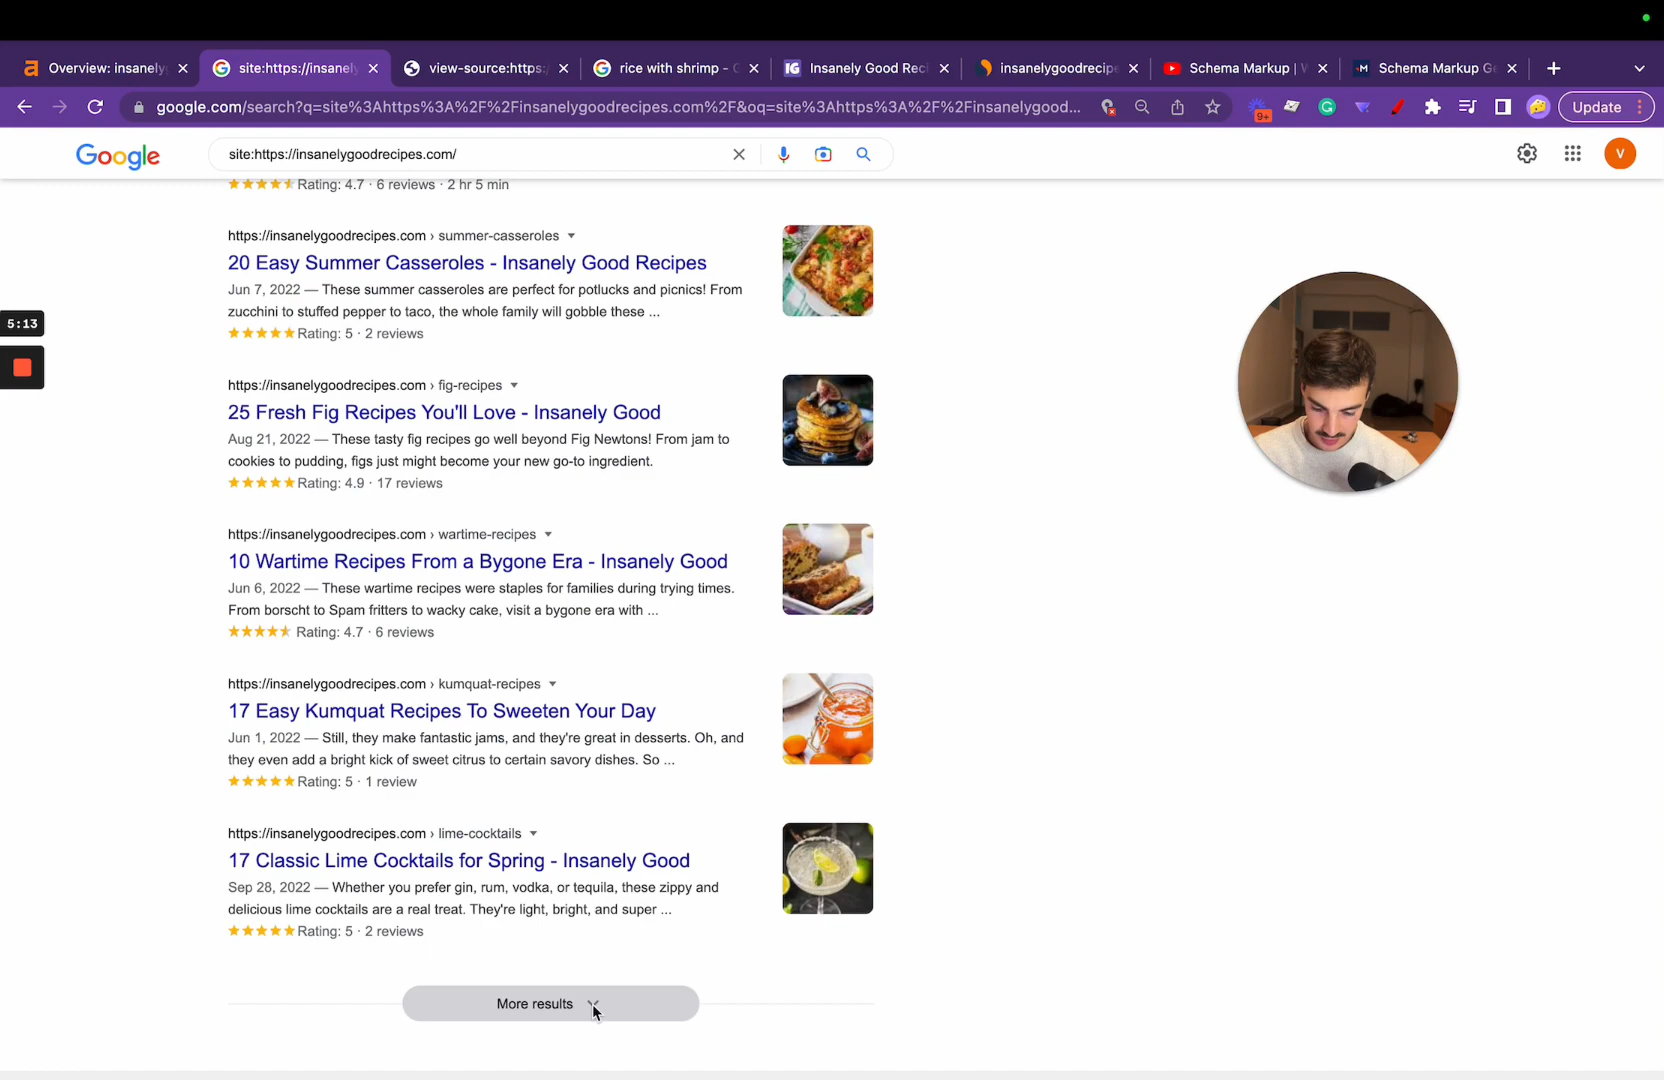 Overview: insanely
site:https://insanely
view-source:https:
rice with shrimp -
Insanely Good Rec
insanelygoodrecipe
Schema Markup |
Schema Markup G
google.com/search?q=site%3Ahttps%3A%2F%2Finsanelygoodrecipes.com%2F&oq=site%3Ahttps%3A%2F%2Finsanelygood...
9+
Update
Google
site:https://insanelygoodrecipes.com/
V
Rating: 4.7 · 6 reviews · 2 hr 5 min
https://insanelygoodrecipes.com › summer-casseroles
20 Easy Summer Casseroles - Insanely Good Recipes
Jun 7, 2022 — These summer casseroles are perfect for potlucks and picnics! From
zucchini to stuffed pepper to taco, the whole family will gobble these ...
Rating: 5 · 2 reviews
5:13
https://insanelygoodrecipes.com › fig-recipes
25 Fresh Fig Recipes You'll Love - Insanely Good
Aug 21, 2022 — These tasty fig recipes go well beyond Fig Newtons! From jam to
cookies to pudding, figs just might become your new go-to ingredient.
Rating: 4.9 · 17 reviews
https://insanelygoodrecipes.com › wartime-recipes
10 Wartime Recipes From a Bygone Era - Insanely Good
Jun 6, 2022 — These wartime recipes were staples for families during trying times.
From borscht to Spam fritters to wacky cake, visit a bygone era with ...
Rating: 4.7 · 6 reviews
https://insanelygoodrecipes.com › kumquat-recipes
17 Easy Kumquat Recipes To Sweeten Your Day
Jun 1, 2022 — Still, they make fantastic jams, and they're great in desserts. Oh, and
they even add a bright kick of sweet citrus to certain savory dishes. So ...
Rating: 5 · 1 review
https://insanelygoodrecipes.com › lime-cocktails
17 Classic Lime Cocktails for Spring - Insanely Good
Sep 28, 2022 — Whether you prefer gin, rum, vodka, or tequila, these zippy and
delicious lime cocktails are a real treat. They're light, bright, and super ...
Rating: 5 · 2 reviews
More results